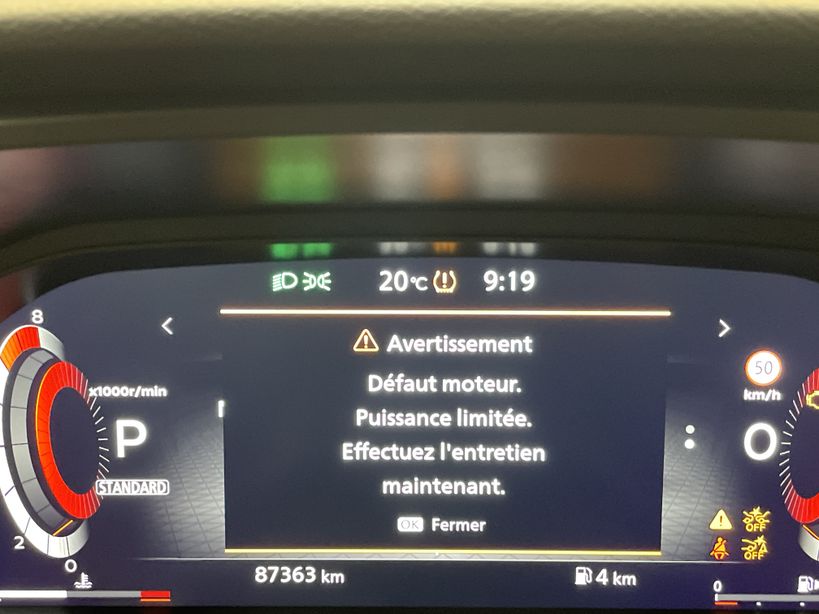 20°C 9:19
8
Avertissement
x1000r/min
Défaut moteur.
50
Puissance limitée.
km/h
P
0
Effectuez l'entretien
STANDARD
maintenant.
OK Fermer
OFF
2
OFF
0
87363 km
4 km
0